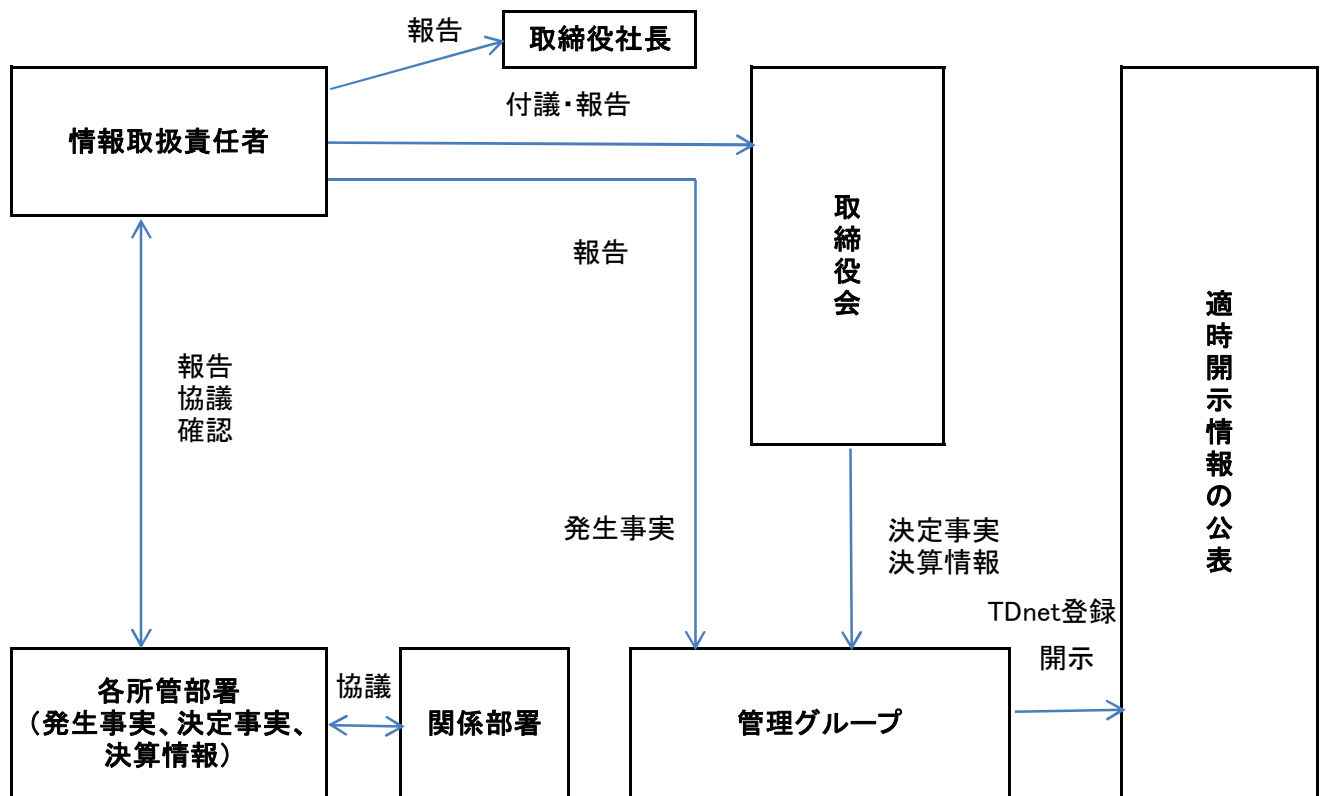 報告
取締役社長
情報取扱責任者
付議・報告
報告
取締役会
適時開示情報の公表
報告
協議
確認
発生事実
決定事実
決算情報
TDnet登録
開示
各所管部署
（発生事実、決定事実、
決算情報）
協議
関係部署
管理グループ